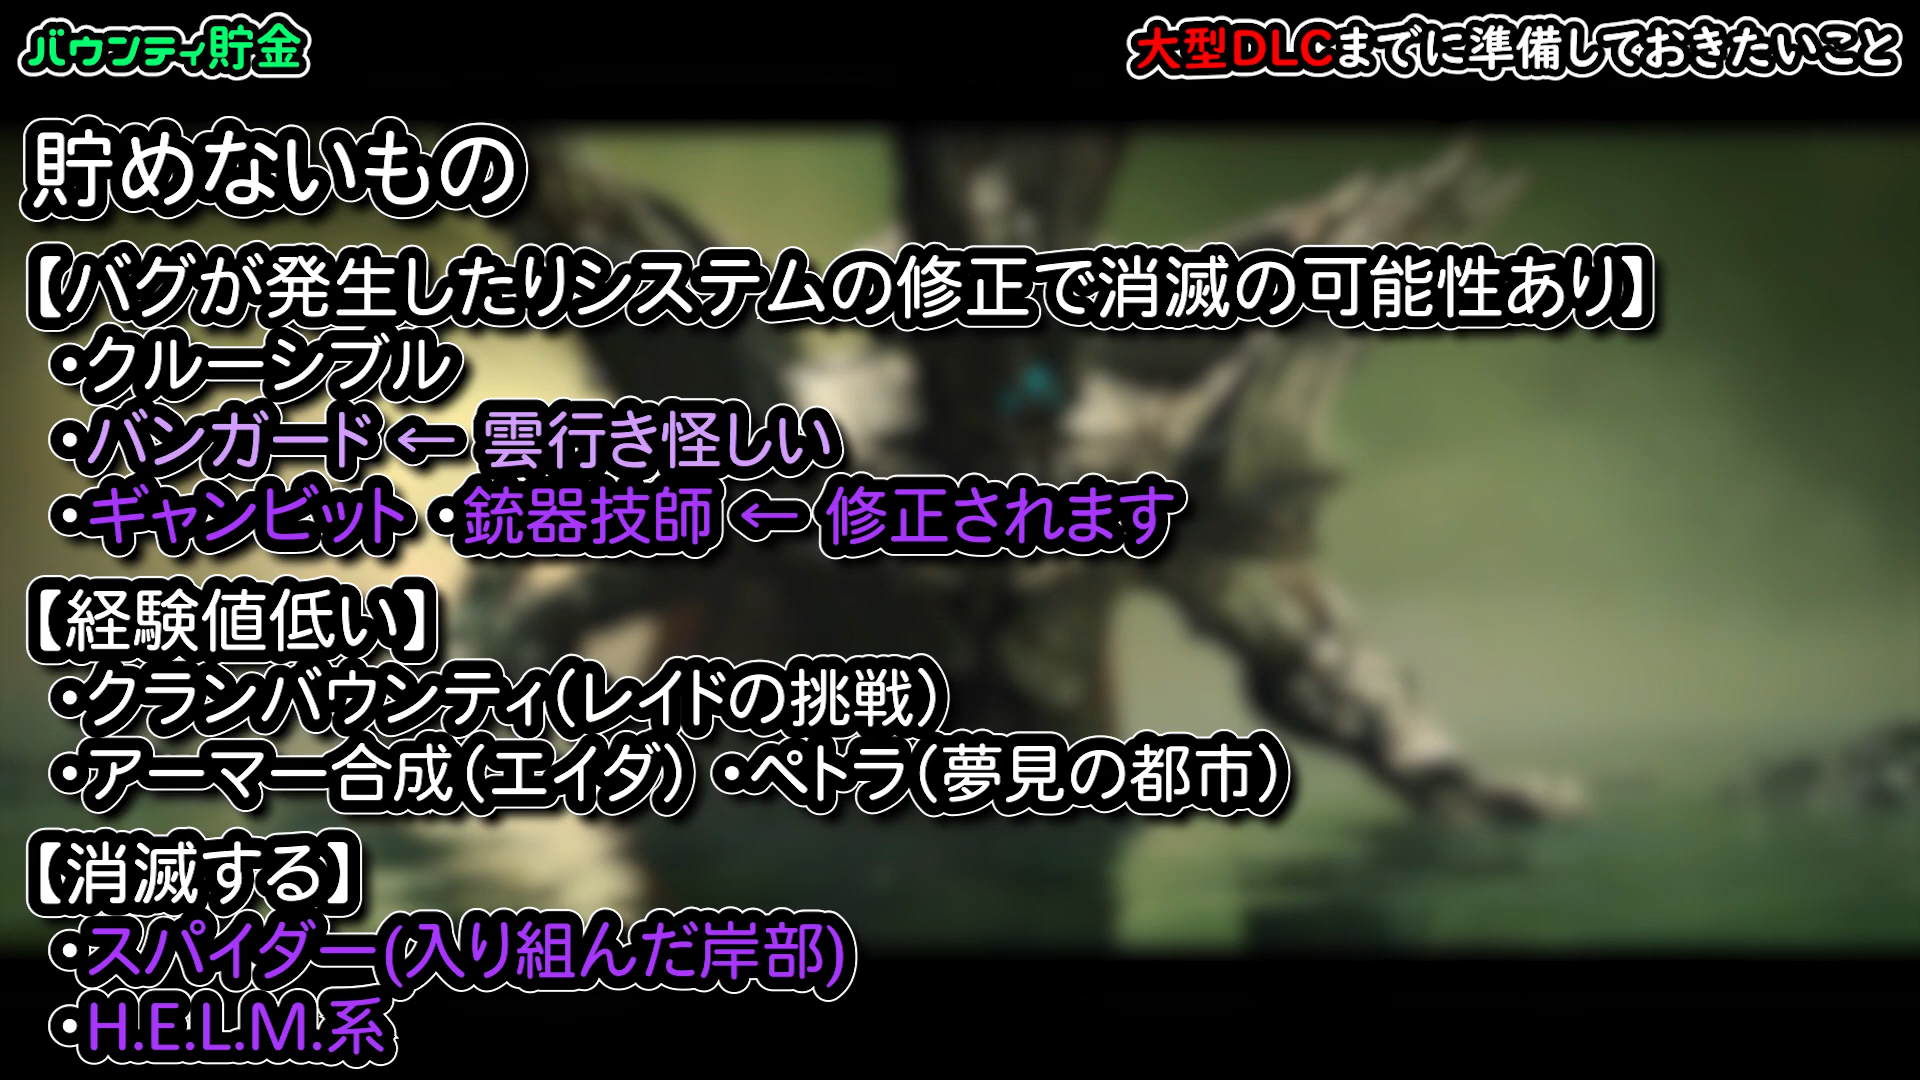 バウンティ貯金
大型DLCまでに準備しておきたいこと
貯めないもの
【バグが発生したりシステムの修正で消滅の可能性あり】
・クルーシブル
・バンガード ← 雲行き怪しい
・ギャンビット ・銃器技師 ← 修正されます
【経験値低い】
・クランバウンティ（レイドの挑戦）
・アーマー合成（エイダ） ・ペトラ（夢見の都市）
【消滅する】
・スパイダー(入り組んだ岸部)
・H.E.L.M.系